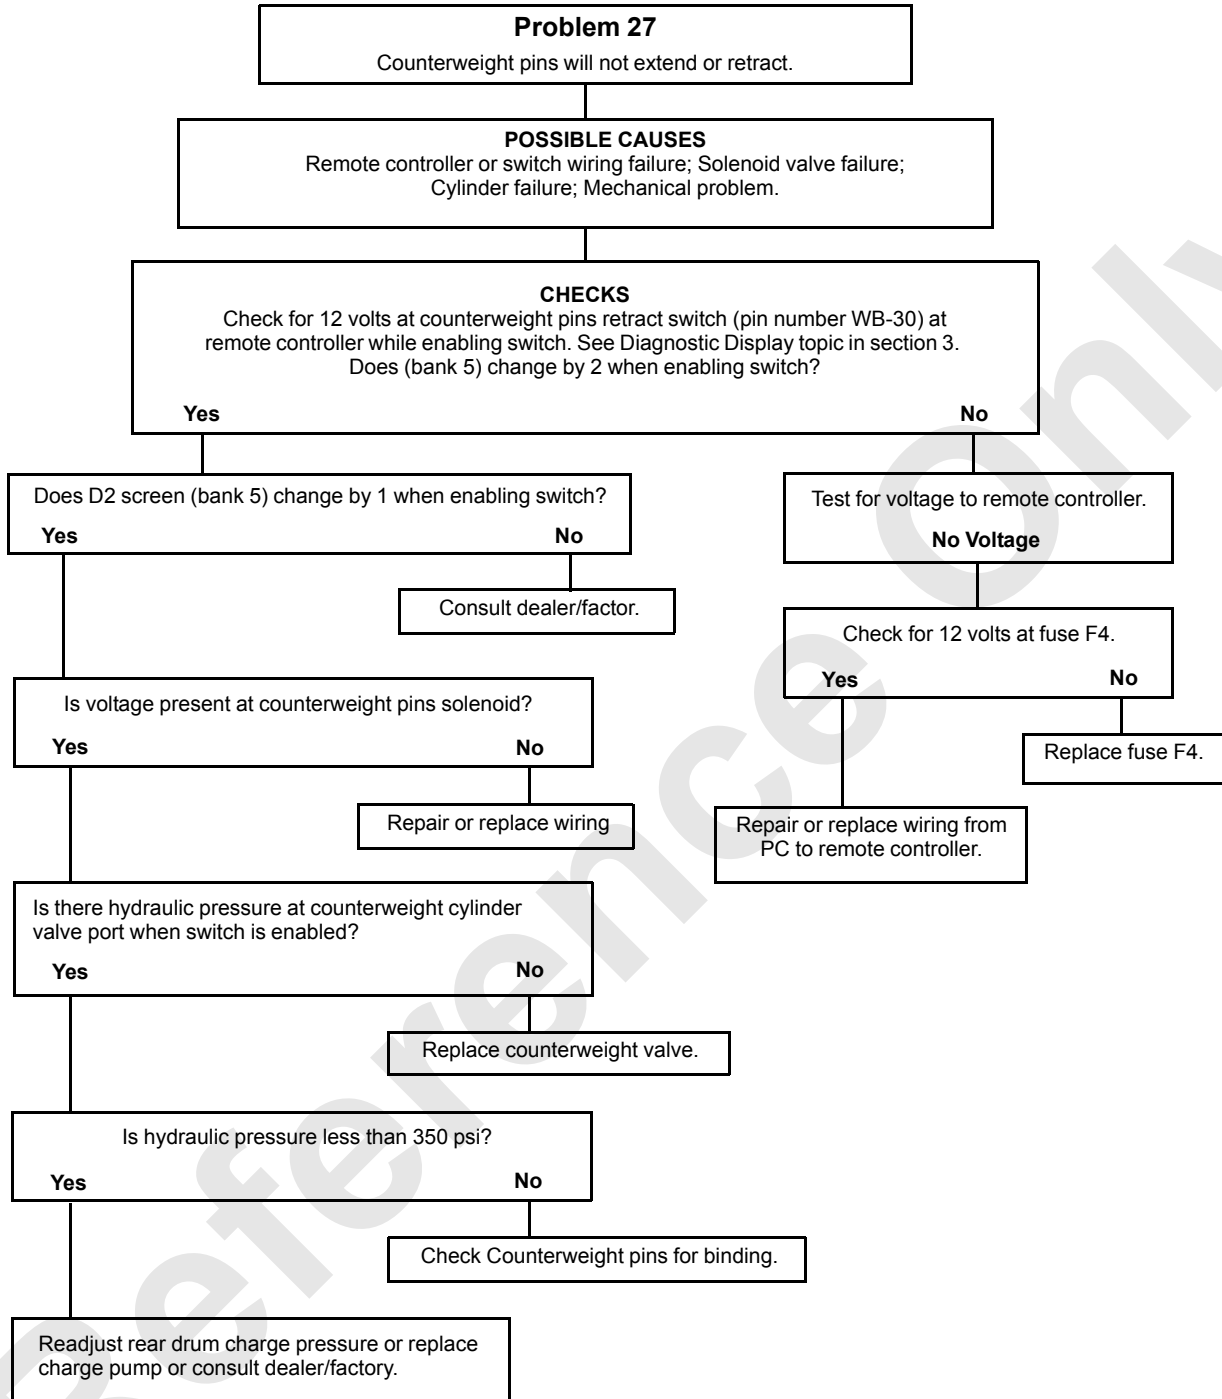 Problem 27
Counterweight pins will not extend or retract.
POSSIBLE CAUSES
Remote controller or switch wiring failure; Solenoid valve failure;
Cylinder failure; Mechanical problem.
CHECKS
Check for 12 volts at counterweight pins retract switch (pin number WB-30) at
remote controller while enabling switch. See Diagnostic Display topic in section 3.
Does (bank 5) change by 2 when enabling switch?
Yes
No
Does D2 screen (bank 5) change by 1 when enabling switch?
Yes
No
Test for voltage to remote controller.
No Voltage
Consult dealer/factor.
Check for 12 volts at fuse F4.
Yes
No
Is voltage present at counterweight pins solenoid?
Yes
No
Replace fuse F4.
Repair or replace wiring
Repair or replace wiring from
PC to remote controller.
Is there hydraulic pressure at counterweight cylinder
valve port when switch is enabled?
Yes
No
Replace counterweight valve.
Is hydraulic pressure less than 350 psi?
Yes
No
Check Counterweight pins for binding.
Readjust rear drum charge pressure or replace
charge pump or consult dealer/factory.
Reference Only